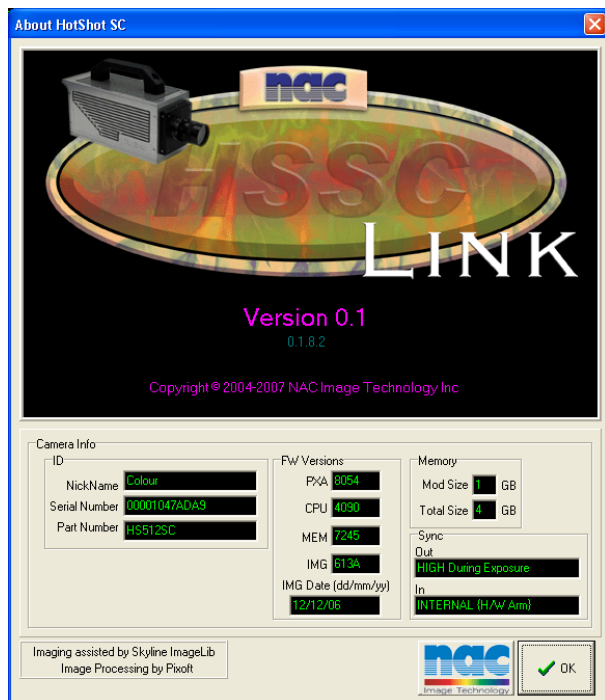 About HotShot SC
nac
HSSC
LINK
Version 0.1
0.1.8.2
Copyright © 2004-2007 NAC Image Technology Inc
Camera Info
ID
NickName Colour
Serial Number 00001047ADA9
Part Number HS512SC
FW Versions
PXA 8054
CPU 4090
MEM 7245
IMG 613A
IMG Date (dd/mm/yy)
12/12/06
Memory
Mod Size 1 GB
Total Size 4 GB
Sync
Out
HIGH During Exposure
In
INTERNAL (H/W Arm)
Imaging assisted by Skyline ImageLib
Image Processing by Pixoft
nac
Image Technology
OK